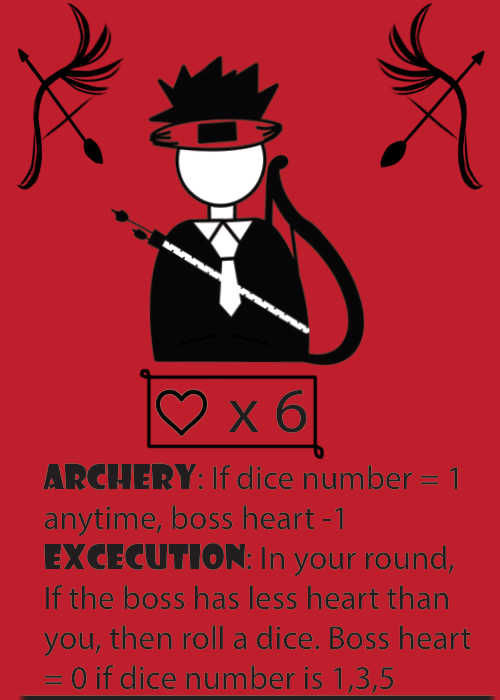 ♡ x 6
ARCHERY: If dice number = 1
anytime, boss heart -1
EXCECUTION: In your round,
If the boss has less heart than
you, then roll a dice. Boss heart
= 0 if dice number is 1,3,5